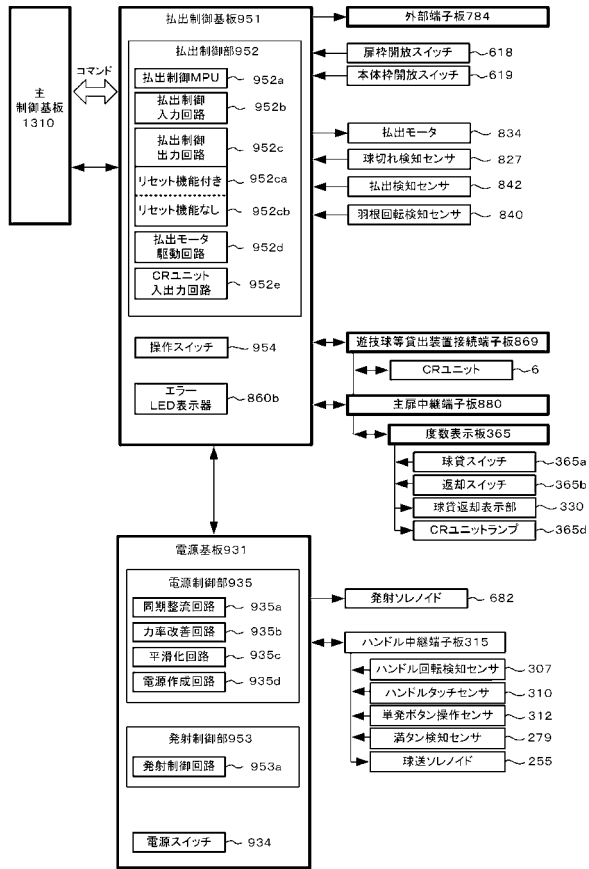 主
制御基板
1310
コマンド
払出制御基板951
払出制御部952
払出制御MPU
952a
払出制御
入力回路
952b
払出制御
出力回路
952c
リセット機能付き
952ca
リセット機能なし
952cb
払出モータ
駆動回路
952d
CRユニット
入出力回路
952e
操作スイッチ
954
エラー
LED表示器
860b
外部端子板784
扉枠開放スイッチ
618
本体枠開放スイッチ
619
払出モータ
834
球切れ検知センサ
827
払出検知センサ
842
羽根回転検知センサ
840
遊技球等貸出装置接続端子板869
CRユニット
6
主扉中継端子板880
度数表示板365
球貸スイッチ
365a
返却スイッチ
365b
球貸返却表示部
330
CRユニットランプ
365d
電源基板931
電源制御部935
同期整流回路
935a
力率改善回路
935b
平滑化回路
935c
電源作成回路
935d
発射制御部953
発射制御回路
953a
電源スイッチ
934
発射ソレノイド
682
ハンドル中継端子板315
ハンドル回転検知センサ
307
ハンドルタッチセンサ
310
単発ボタン操作センサ
312
満タン検知センサ
279
球送ソレノイド
255